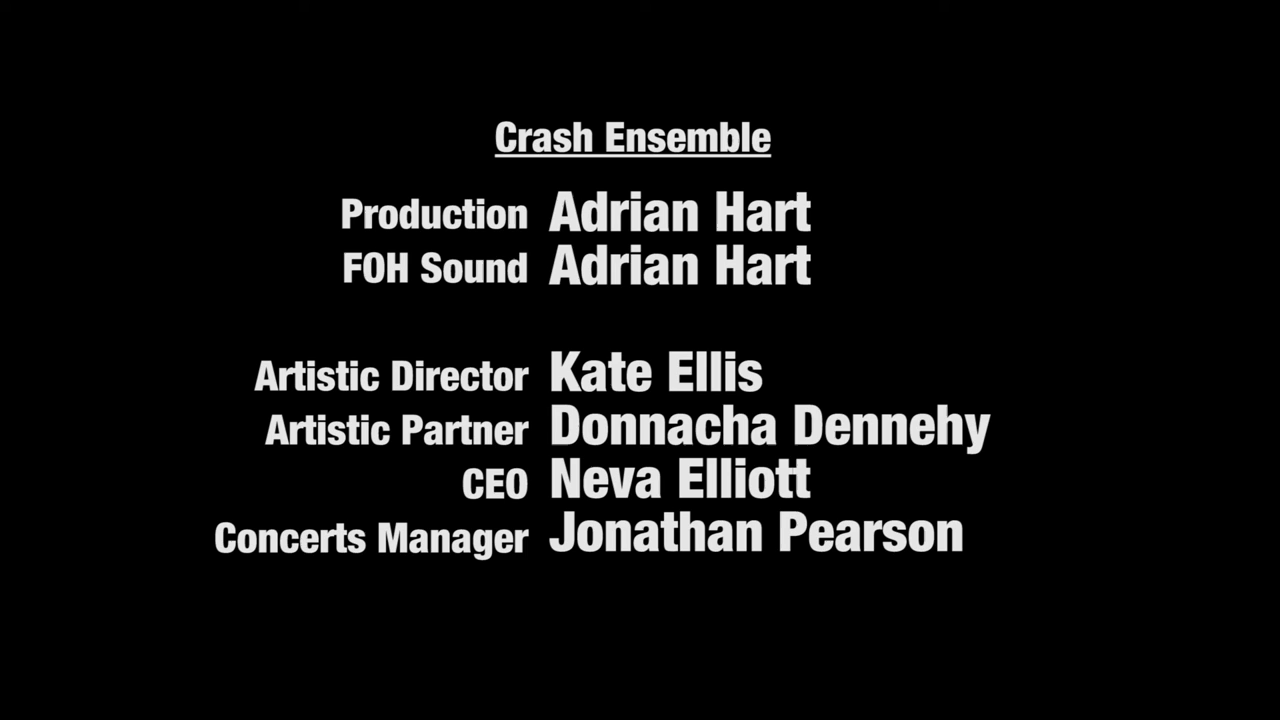 Crash Ensemble
Production Adrian Hart
FOH Sound Adrian Hart
Artistic Director Kate Ellis
Artistic Partner Donnacha Dennehy
CEO Neva Elliott
Concerts Manager Jonathan Pearson